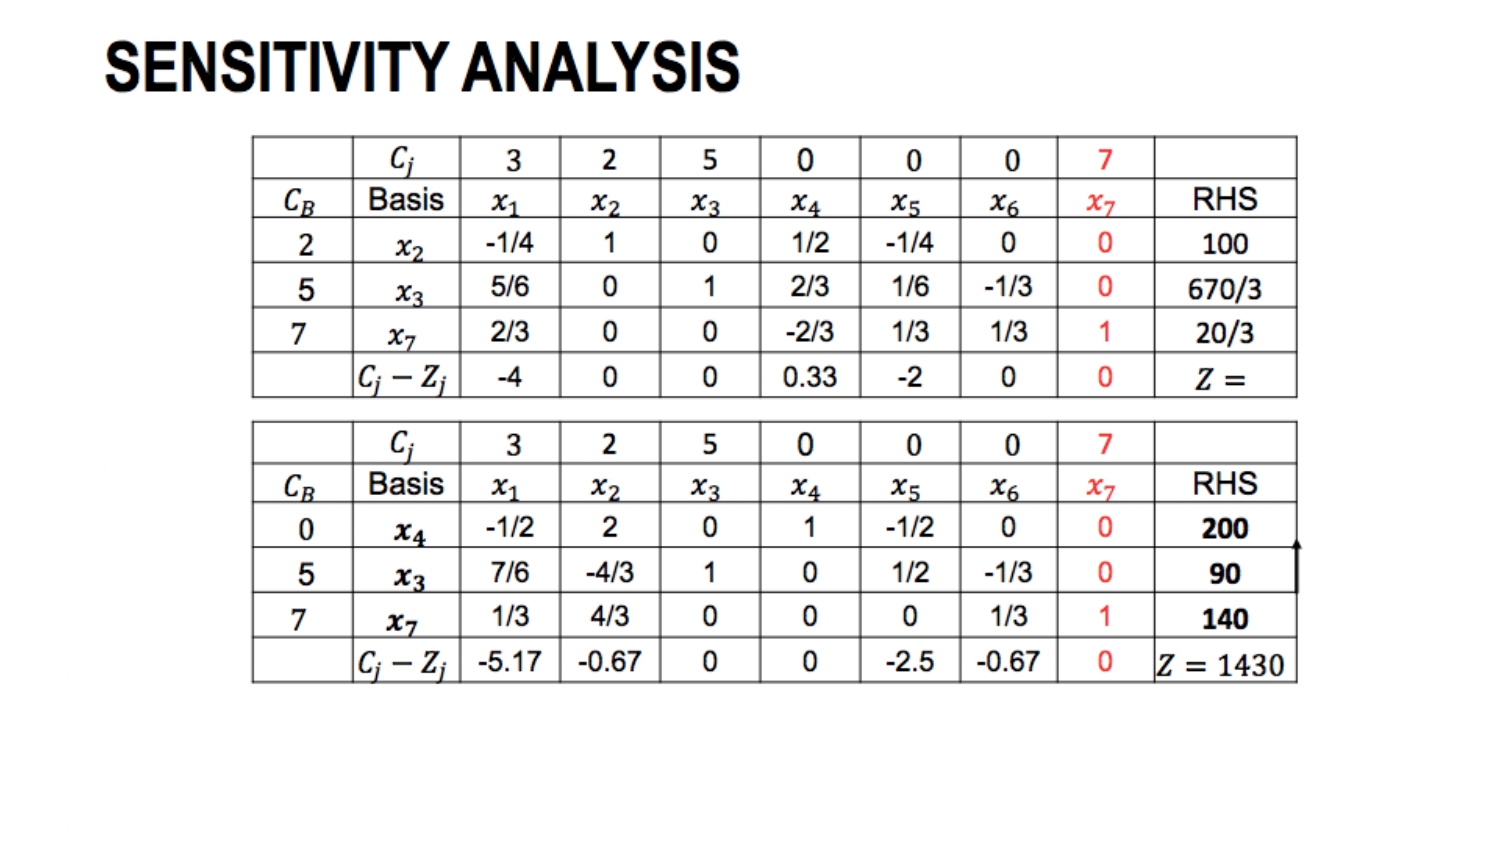 SENSITIVITY ANALYSIS
C_j 3 2 5 0 0 0 7
C_B Basis x_1 x_2 x_3 x_4 x_5 x_6 x_7 RHS
2 x_2 -1/4 1 0 1/2 -1/4 0 0 100
5 x_3 5/6 0 1 2/3 1/6 -1/3 0 670/3
7 x_7 2/3 0 0 -2/3 1/3 1/3 1 20/3
C_j − Z_j -4 0 0 0.33 -2 0 0 Z =
C_j 3 2 5 0 0 0 7
C_B Basis x_1 x_2 x_3 x_4 x_5 x_6 x_7 RHS
0 x_4 -1/2 2 0 1 -1/2 0 0 200
5 x_3 7/6 -4/3 1 0 1/2 -1/3 0 90
7 x_7 1/3 4/3 0 0 0 1/3 1 140
C_j − Z_j -5.17 -0.67 0 0 -2.5 -0.67 0 Z = 1430